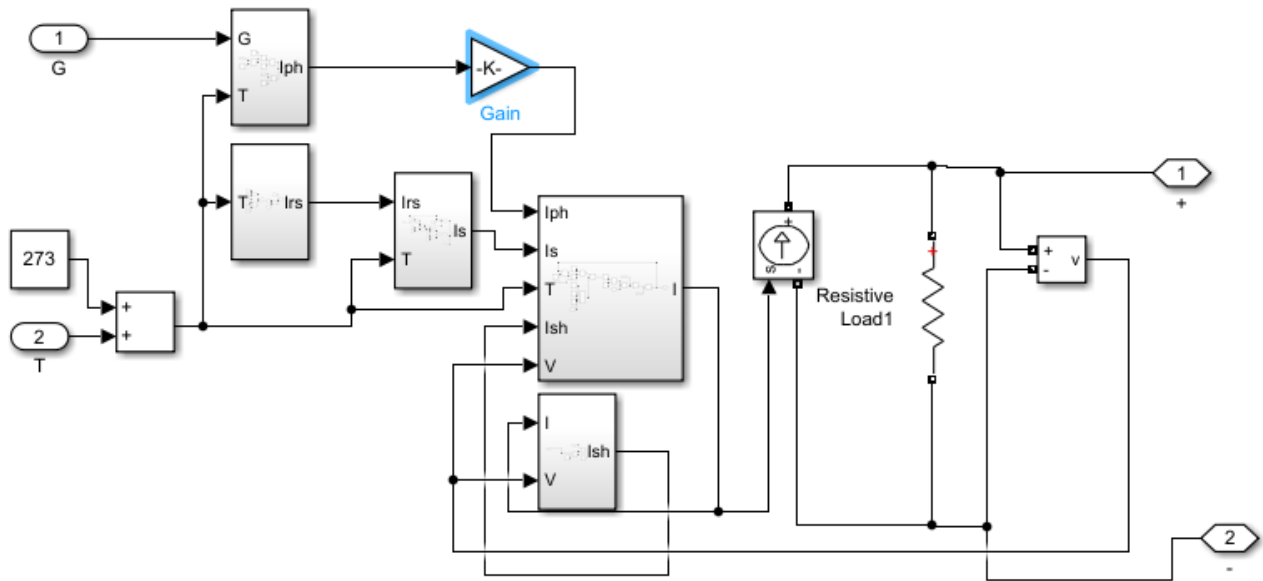 1
G
G
T
Iph
-K-
Gain
T
Irs
Irs
T
Is
273
+
+
2
T
Iph
Is
T
Ish
V
I
I
V
Ish
+
s
-
Resistive
Load1
+
+
-
v
1
+
2
-